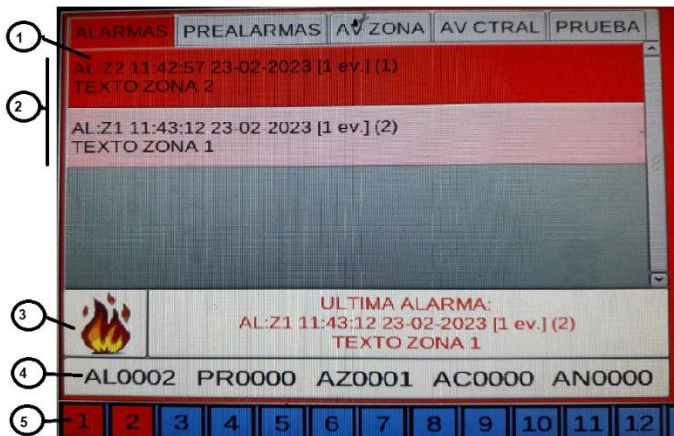 1
ALARMAS PREALARMAS AV ZONA AV CTRAL PRUEBA
2
AL:Z2 11:42:57 23-02-2023 [1 ev.] (1)
TEXTO ZONA 2
AL:Z1 11:43:12 23-02-2023 [1 ev.] (2)
TEXTO ZONA 1
3
ULTIMA ALARMA:
AL:Z1 11:43:12 23-02-2023 [1 ev.] (2)
TEXTO ZONA 1
4
AL0002 PR0000 AZ0001 AC0000 AN0000
5
1 2 3 4 5 6 7 8 9 10 11 12